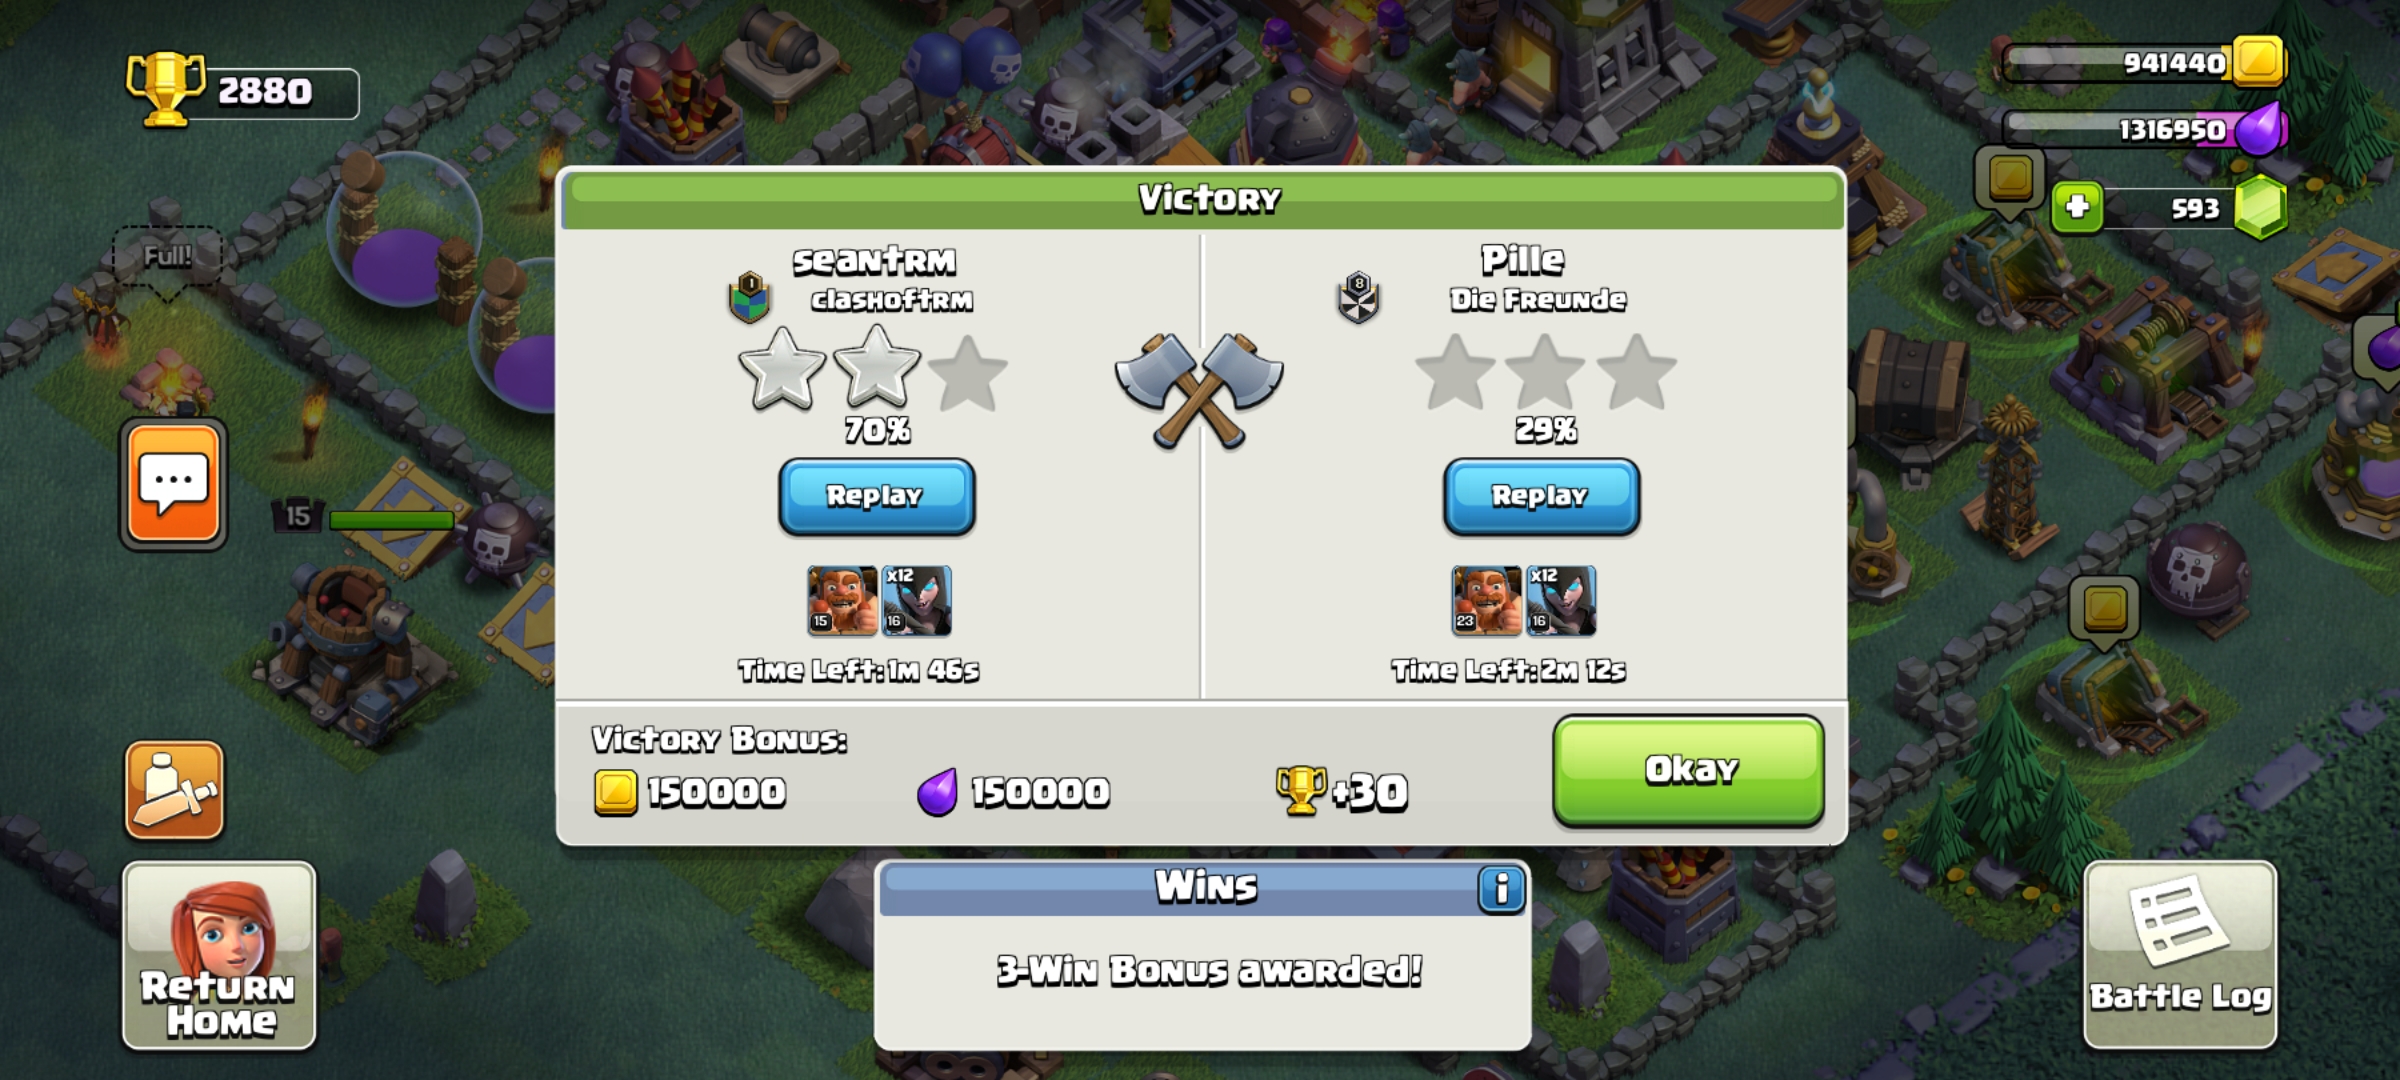 2880
941440
1316950
593
Full!
15
Victory
seantrm
clashoftrm
1
70%
Replay
x12
15
16
Time Left:1m 46s
Pille
Die Freunde
8
29%
Replay
x12
23
16
Time Left:2m 12s
Victory Bonus:
150000
150000
+30
Okay
Wins
i
3-Win Bonus awarded!
Return
Home
Battle Log